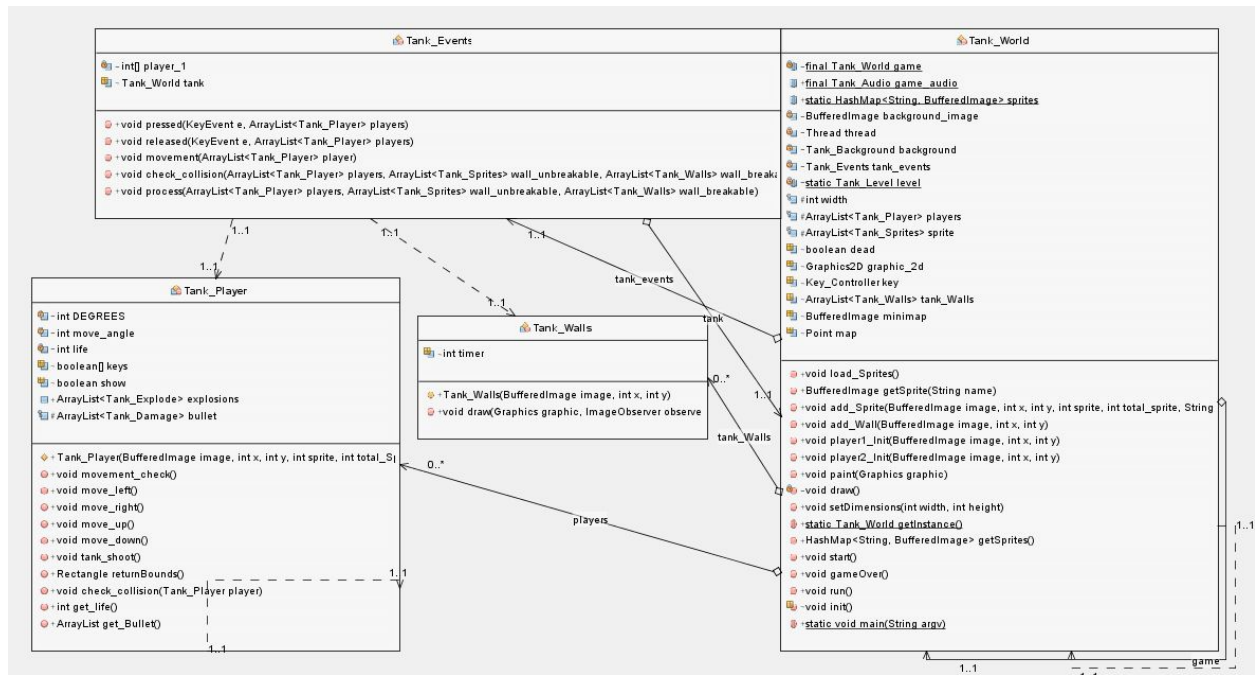 Tank_Events
-int[] player_1
~Tank_World tank
+void pressed(KeyEvent e, ArrayList<Tank_Player> players)
+void released(KeyEvent e, ArrayList<Tank_Player> players)
+void movement(ArrayList<Tank_Player> player)
+void check_collision(ArrayList<Tank_Player> players, ArrayList<Tank_Sprites> wall_unbreakable, ArrayList<Tank_Walls> wall_breaka
+void process(ArrayList<Tank_Player> players, ArrayList<Tank_Sprites> wall_unbreakable, ArrayList<Tank_Walls> wall_breakable)
Tank_World
-final Tank_World game
+final Tank_Audio game_audio
+static HashMap<String, BufferedImage> sprites
-BufferedImage background_image
-Thread thread
-Tank_Background background
-Tank_Events tank_events
-static Tank_Level level
#int width
#ArrayList<Tank_Player> players
#ArrayList<Tank_Sprites> sprite
~boolean dead
~Graphics2D graphic_2d
~Key_Controller key
~ArrayList<Tank_Walls> tank_Walls
~BufferedImage minimap
~Point map
+void load_Sprites()
+BufferedImage getSprite(String name)
+void add_Sprite(BufferedImage image, int x, int y, int sprite, int total_sprite, String
+void add_Wall(BufferedImage image, int x, int y)
+void player1_Init(BufferedImage image, int x, int y)
+void player2_Init(BufferedImage image, int x, int y)
+void paint(Graphics graphic)
-void draw()
+void setDimensions(int width, int height)
+static Tank_World getInstance()
+HashMap<String, BufferedImage> getSprites()
+void start()
+void gameOver()
+void run()
~void init()
+static void main(String argv)
1..1
1..1
1..1
1..1
1..1
tank_events
tank
1..1
0..*
tank_Walls
0..*
players
Tank_Player
-int DEGREES
-int move_angle
-int life
~boolean[] keys
~boolean show
+ArrayList<Tank_Explode> explosions
#ArrayList<Tank_Damage> bullet
+Tank_Player(BufferedImage image, int x, int y, int sprite, int total_Sp
+void movement_check()
+void move_left()
+void move_right()
+void move_up()
+void move_down()
+void tank_shoot()
+Rectangle returnBounds()
+void check_collision(Tank_Player player)
+int get_life()
+ArrayList get_Bullet()
1..1
1..1
Tank_Walls
~int timer
+Tank_Walls(BufferedImage image, int x, int y)
+void draw(Graphics graphic, ImageObserver observe
1..1
game
1..1